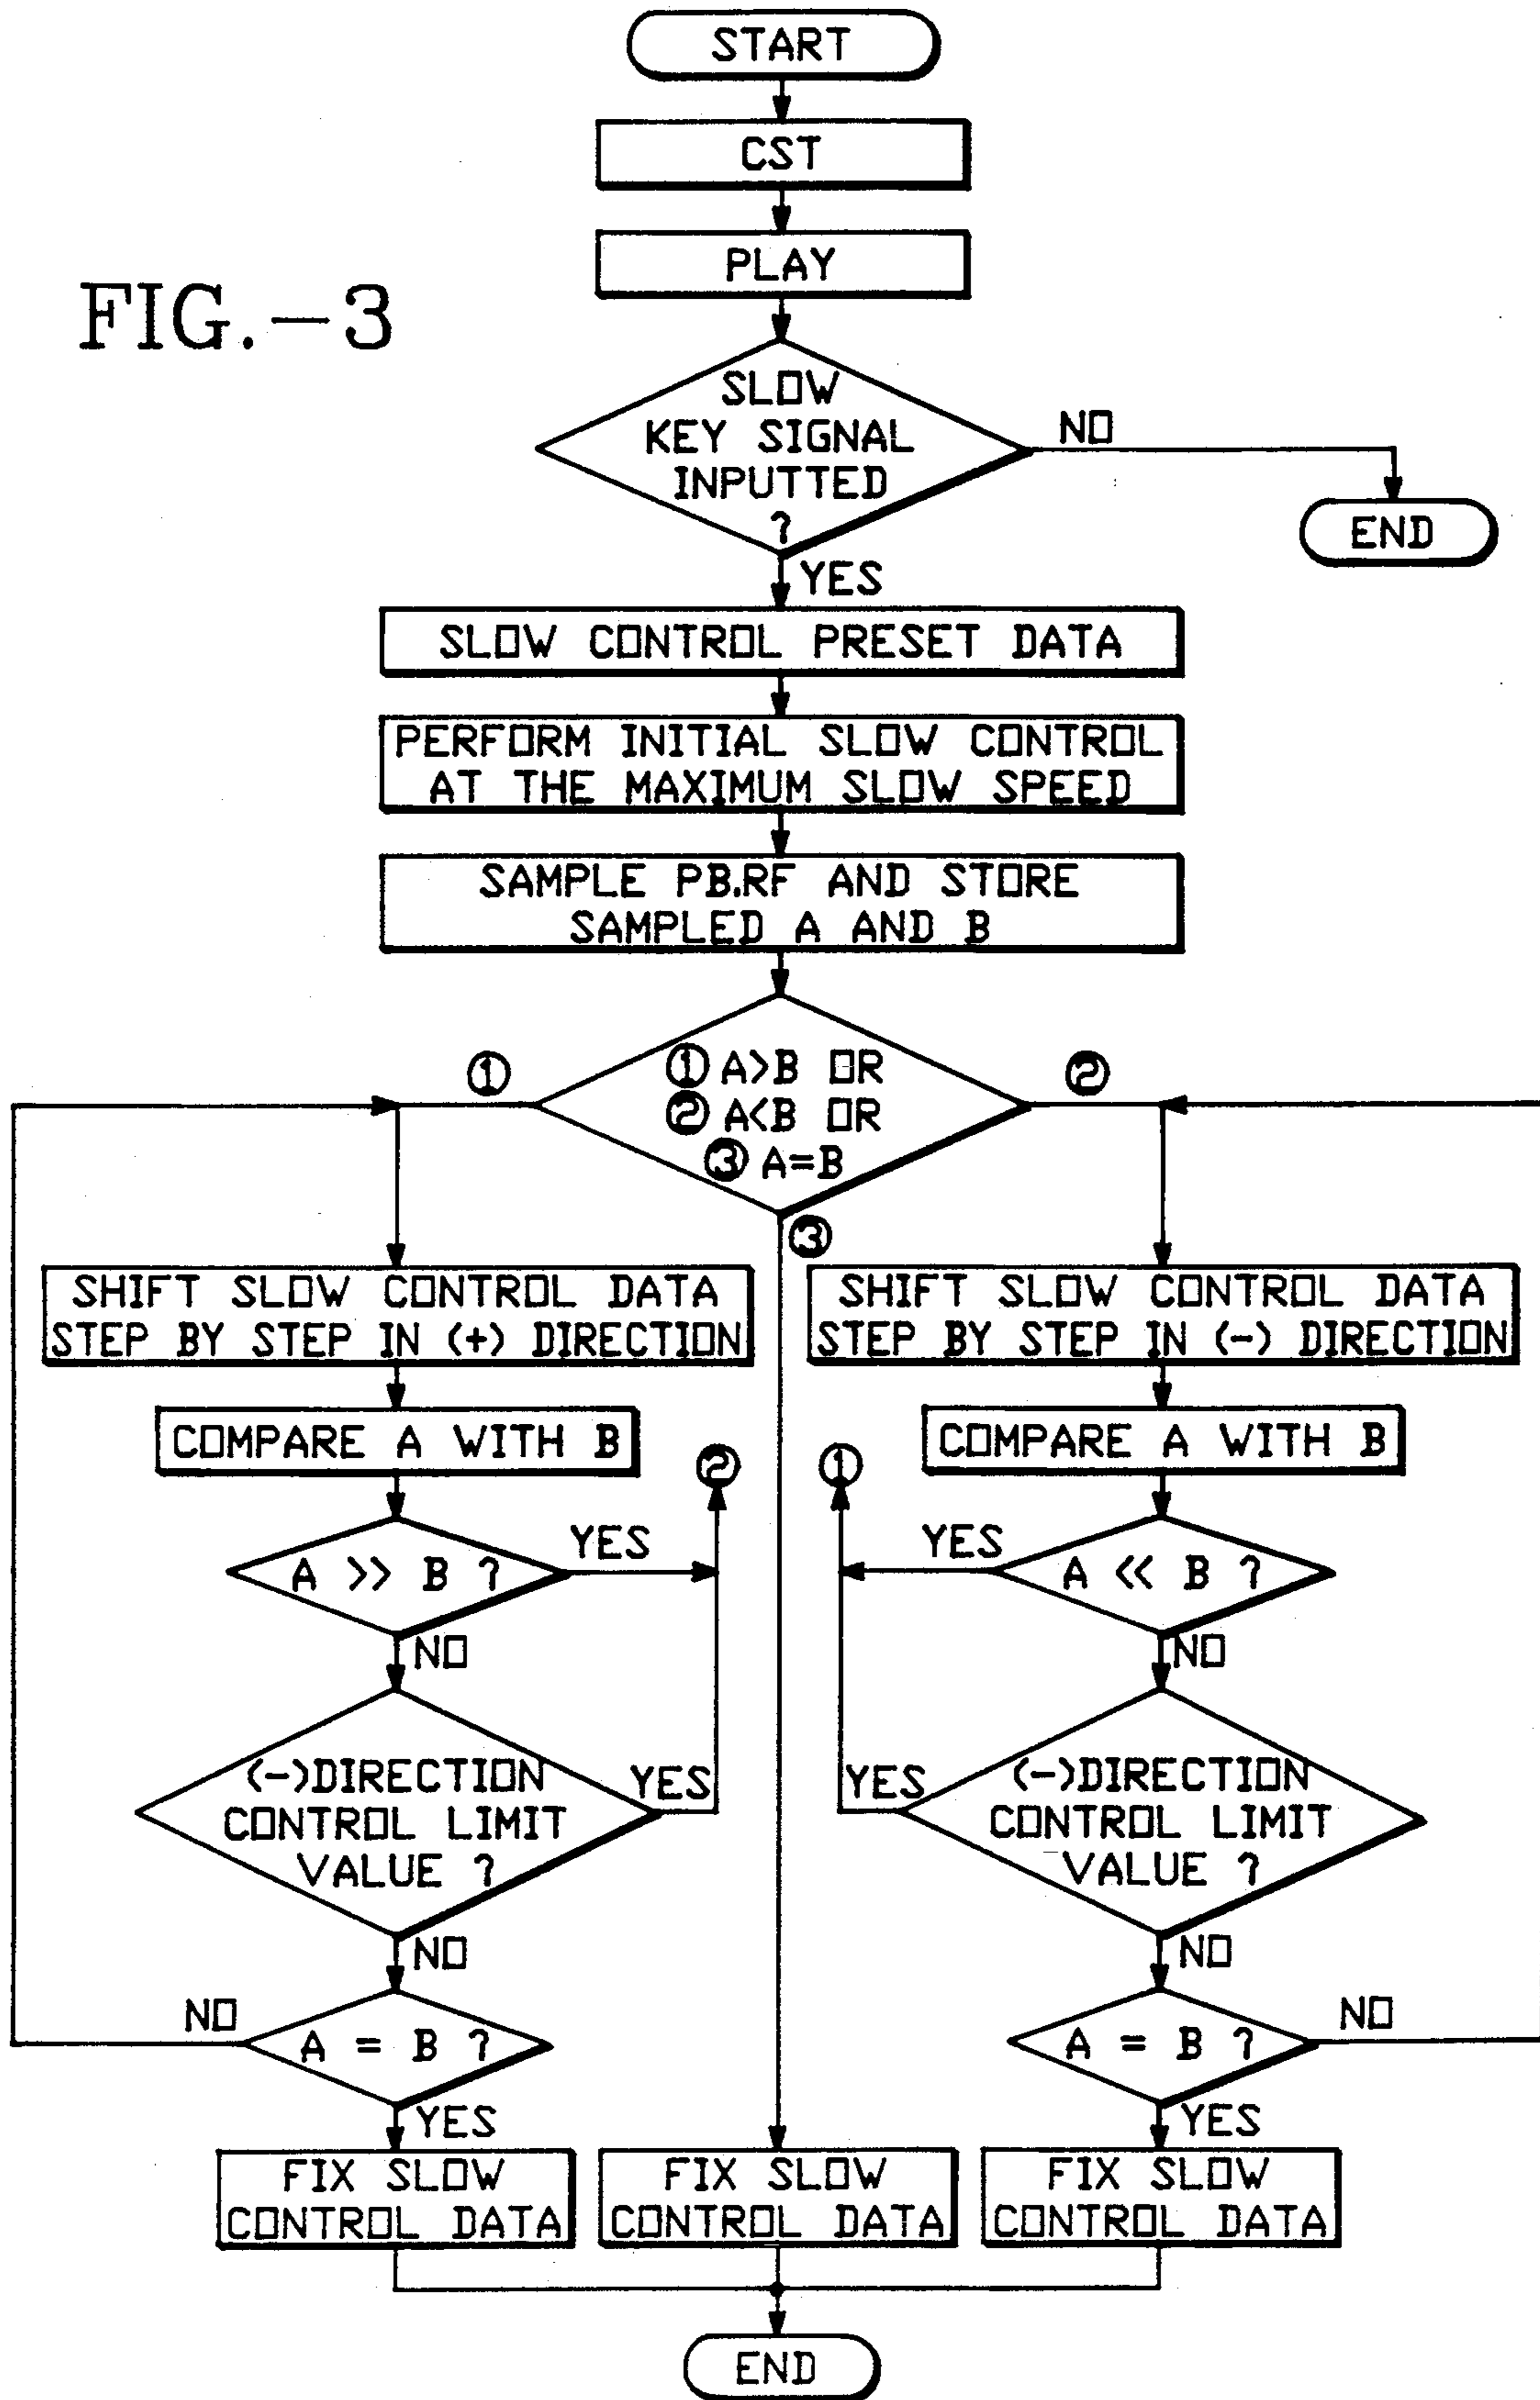 START
CST
PLAY
FIG.-3
SLOW
KEY SIGNAL
INPUTTED
?
NO
END
YES
SLOW CONTROL PRESET DATA
PERFORM INITIAL SLOW CONTROL
AT THE MAXIMUM SLOW SPEED
SAMPLE PB.RF AND STORE
SAMPLED A AND B
①
① A>B OR
② A<B OR
③ A=B
②
③
SHIFT SLOW CONTROL DATA
STEP BY STEP IN (+) DIRECTION
SHIFT SLOW CONTROL DATA
STEP BY STEP IN (-) DIRECTION
COMPARE A WITH B
②
①
COMPARE A WITH B
A >> B ?
YES
YES
A << B ?
NO
NO
(-)DIRECTION
CONTROL LIMIT
VALUE ?
YES
YES
(-)DIRECTION
CONTROL LIMIT
VALUE ?
NO
NO
NO
A = B ?
A = B ?
NO
YES
YES
FIX SLOW
CONTROL DATA
FIX SLOW
CONTROL DATA
FIX SLOW
CONTROL DATA
END